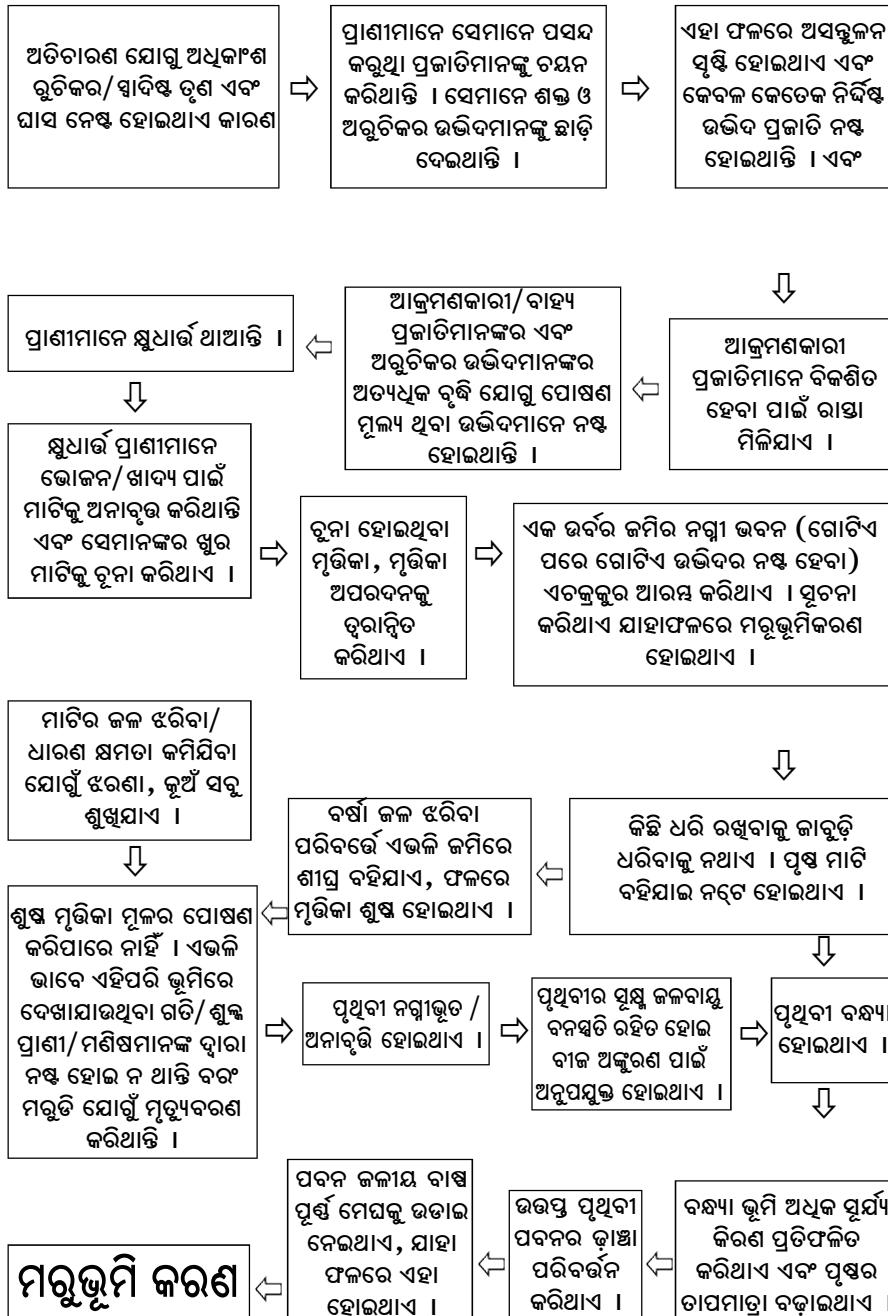 ଅତିଚାରଣ ଯୋଗୁ ଅଧିକାଂଶ
ରୁଚିକର/ସ୍ଵାଦିଷ୍ଟ ତୃଣ ଏବଂ
ଘାସ ନେଷ୍ଟ ହୋଇଥାଏ କାରଣ
ପ୍ରାଣୀମାନେ ସେମାନେ ପସନ୍ଦ
କରୁଥିା ପ୍ରଜାତିମାନଙ୍କୁ ଚୟନ
କରିଥାନ୍ତି । ସେମାନେ ଶକ୍ତ ଓ
ଅରୁଚିକର ଉଦ୍ଭିଦମାନଙ୍କୁ ଛାଡ଼ି
ଦେଇଥାନ୍ତି ।
ଏହା ଫଳରେ ଅସନ୍ତୁଳନ
ସୃଷ୍ଟି ହୋଇଥାଏ ଏବଂ
କେବଳ କେତେକ ନିର୍ଦ୍ଦିଷ୍ଟ
ଉଦ୍ଭିଦ ପ୍ରଜାତି ନଷ୍ଟ
ହୋଇଥାନ୍ତି । ଏବଂ
ଆକ୍ରମଣକାରୀ
ପ୍ରଜାତିମାନେ ବିକଶିତ
ହେବା ପାଇଁ ରାସ୍ତା
ମିଳିଯାଏ ।
ଆକ୍ରମଣକାରୀ/ବାହ୍ୟ
ପ୍ରଜାତିମାନଙ୍କର ଏବଂ
ଅରୁଚିକର ଉଦ୍ଭିଦମାନଙ୍କର
ଅତ୍ୟଧିକ ବୃଦ୍ଧି ଯୋଗୁ ପୋଷଣ
ମୂଲ୍ୟ ଥିବା ଉଦ୍ଭିଦମାନେ ନଷ୍ଟ
ହୋଇଥାନ୍ତି ।
ପ୍ରାଣୀମାନେ କ୍ଷୁଧାର୍ତ୍ତ ଥାଆନ୍ତି ।
କ୍ଷୁଧାର୍ତ୍ତ ପ୍ରାଣୀମାନେ
ଭୋଜନ/ଖାଦ୍ୟ ପାଇଁ
ମାଟିକୁ ଅନାବୃତ୍ତ କରିଥାନ୍ତି
ଏବଂ ସେମାନଙ୍କର ଖୁର
ମାଟିକୁ ଚୂନା କରିଥାଏ ।
ଚୁନା ହୋଇଥିବା
ମୃତ୍ତିକା, ମୃତ୍ତିକା
ଅପରଦନକୁ
ତ୍ଵରାନ୍ଵିତ
କରିଥାଏ ।
ଏକ ଉର୍ବର ଜମିର ନଗ୍ନୀ ଭବନ (ଗୋଟିଏ
ପରେ ଗୋଟିଏ ଉଦ୍ଭିଦର ନଷ୍ଟ ହେବା)
ଏଚକ୍ରକୁର ଆରମ୍ଭ କରିଥାଏ । ସୂଚନା
କରିଥାଏ ଯାହାଫଳରେ ମରୂଭୂମିକରଣ
ହୋଇଥାଏ ।
କିଛି ଧରି ରଖିବାକୁ ଜାବୁଡ଼ି
ଧରିବାକୁ ନଥାଏ । ପୃଷ୍ଠ ମାଟି
ବହିଯାଇ ନଟ୍ଟେ ହୋଇଥାଏ ।
ବର୍ଷା ଜଳ ଝରିବା
ପରିବର୍ତ୍ତେ ଏଭଳି ଜମିରେ
ଶୀଘ୍ର ବହିଯାଏ, ଫଳରେ
ମୃତ୍ତିକା ଶୁଷ୍କ ହୋଇଥାଏ ।
ମାଟିର ଜଳ ଝରିବା/
ଧାରଣ କ୍ଷମତା କମିଯିବା
ଯୋଗୁଁ ଝରଣା, କୂଅଁ ସବୁ
ଶୁଖିଯାଏ ।
ଶୁଷ୍କ ମୃତ୍ତିକା ମୂଳର ପୋଷଣ
କରିପାରେ ନାହିଁ । ଏଭଳି
ଭାବେ ଏହିପରି ଭୂମିରେ
ଦେଖାଯାଉଥିବା ଗତି/ଶୁଳ୍କ
ପ୍ରାଣୀ/ମଣିଷମାନଙ୍କ ଦ୍ୱାରା
ନଷ୍ଟ ହୋଇ ନ ଥାନ୍ତି ବରଂ
ମରୁଡି ଯୋଗୁଁ ମୃତ୍ୟୁବରଣ
କରିଥାନ୍ତି ।
ପୃଥିବୀ ନଗ୍ନୀଭୂତ /
ଅନାବୃତ୍ତି ହୋଇଥାଏ ।
ପୃଥିବୀର ସୂକ୍ଷ୍ମ ଜଳବାୟୁ
ବନସ୍ପତି ରହିତ ହୋଇ
ବୀଜ ଅଙ୍କୁରଣ ପାଇଁ
ଅନୁପଯୁକ୍ତ ହୋଇଥାଏ ।
ପୃଥିବୀ ବନ୍ଧ୍ୟା
ହୋଇଥାଏ ।
ବନ୍ଧ୍ୟା ଭୂମି ଅଧିକ ସୂର୍ଯ୍ୟ
କିରଣ ପ୍ରତିଫଳିତ
କରିଥାଏ ଏବଂ ପୃଷ୍ଠର
ତାପମାତ୍ରା ବଢ଼ାଇଥାଏ ।
ଉତ୍ତପ୍ତ ପୃଥିବୀ
ପବନର ଢ଼ାଞ୍ଚା
ପରିବର୍ତ୍ତନ
କରିଥାଏ ।
ପବନ ଜଳୀୟ ବାଷ୍ପ
ପୂର୍ଣ୍ଣ ମେଘକୁ ଉଡାଇ
ନେଇଥାଏ, ଯାହା
ଫଳରେ ଏହା
ହୋଇଥାଏ ।
ମରୁଭୂମି କରଣ